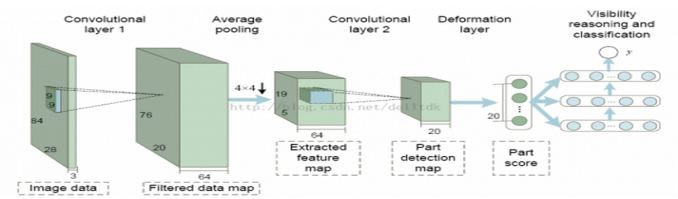 Convolutional
layer 1
Average
pooling
Convolutional
layer 2
Deformation
layer
Visibility
reasoning and
classification
y
9
9
84
28
3
76
20
64
4×4
19
5
64
20
20
http://blog.csdn.net/delltdk
Image data
Filtered data map
Extracted
feature
map
Part
detection
map
Part
score